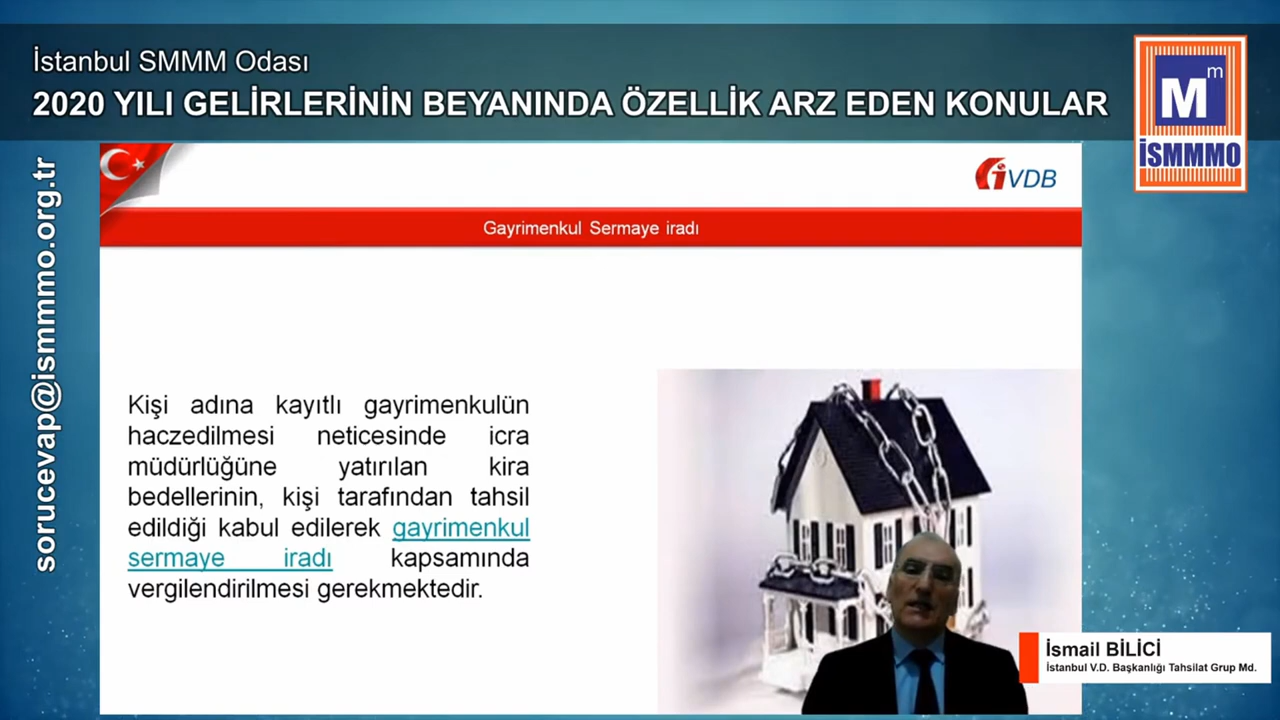 İstanbul SMMM Odası
2020 YILI GELİRLERİNİN BEYANINDA ÖZELLİK ARZ EDEN KONULAR
Mm
İSMMMO
sorucevap@ismmmo.org.tr
iVDB
Gayrimenkul Sermaye iradı
Kişi adına kayıtlı gayrimenkulün
haczedilmesi neticesinde icra
müdürlüğüne yatırılan kira
bedellerinin, kişi tarafından tahsil
edildiği kabul edilerek gayrimenkul
sermaye iradı kapsamında
vergilendirilmesi gerekmektedir.
İsmail BİLİCİ
İstanbul V.D. Başkanlığı Tahsilat Grup Md.